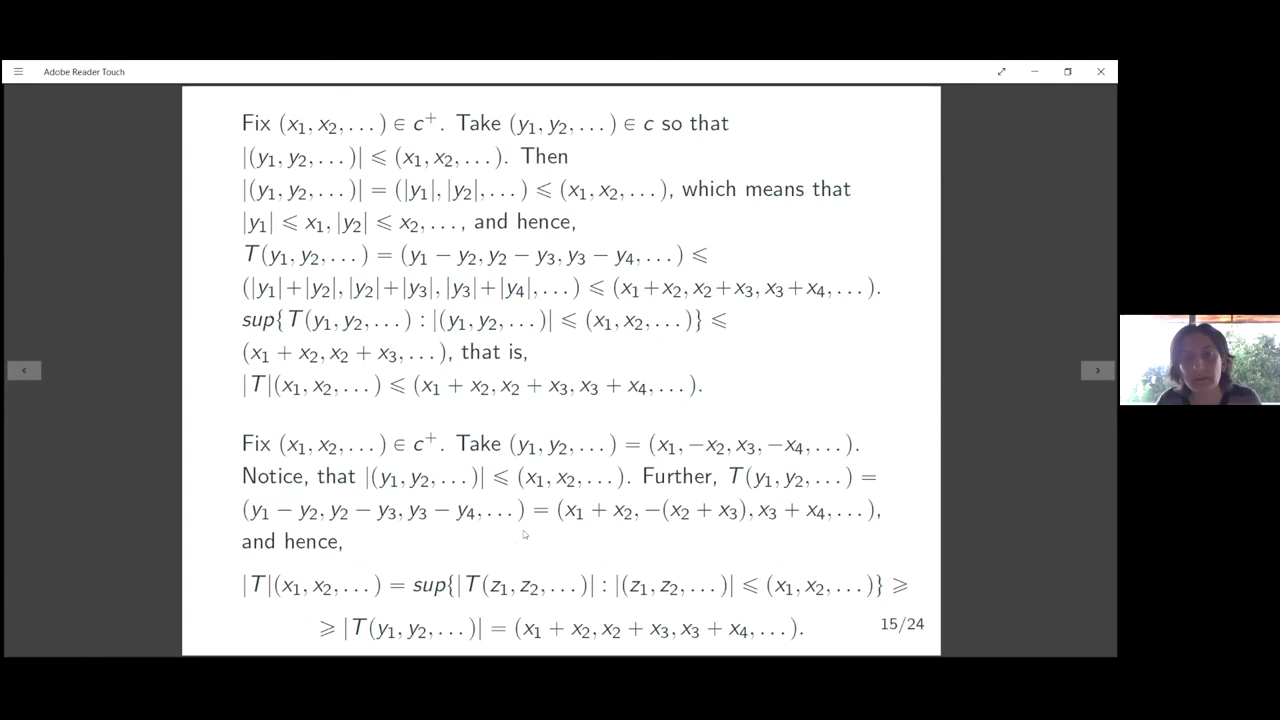 Adobe Reader Touch
Fix (x₁, x₂, . . . ) ∈ c⁺. Take (y₁, y₂, . . . ) ∈ c so that
|(y₁, y₂, . . . )| ⩽ (x₁, x₂, . . . ). Then
|(y₁, y₂, . . . )| = (|y₁|, |y₂|, . . . ) ⩽ (x₁, x₂, . . . ), which means that
|y₁| ⩽ x₁, |y₂| ⩽ x₂, . . . , and hence,
T(y₁, y₂, . . . ) = (y₁ − y₂, y₂ − y₃, y₃ − y₄, . . . ) ⩽
(|y₁|+|y₂|, |y₂|+|y₃|, |y₃|+|y₄|, . . . ) ⩽ (x₁+x₂, x₂+x₃, x₃+x₄, . . . ).
sup{T(y₁, y₂, . . . ) : |(y₁, y₂, . . . )| ⩽ (x₁, x₂, . . . )} ⩽
(x₁ + x₂, x₂ + x₃, . . . ), that is,
|T|(x₁, x₂, . . . ) ⩽ (x₁ + x₂, x₂ + x₃, x₃ + x₄, . . . ).
Fix (x₁, x₂, . . . ) ∈ c⁺. Take (y₁, y₂, . . . ) = (x₁, −x₂, x₃, −x₄, . . . ).
Notice, that |(y₁, y₂, . . . )| ⩽ (x₁, x₂, . . . ). Further, T(y₁, y₂, . . . ) =
(y₁ − y₂, y₂ − y₃, y₃ − y₄, . . . ) = (x₁ + x₂, −(x₂ + x₃), x₃ + x₄, . . . ),
and hence,
|T|(x₁, x₂, . . . ) = sup{|T(z₁, z₂, . . . )| : |(z₁, z₂, . . . )| ⩽ (x₁, x₂, . . . )} ⩾
⩾ |T(y₁, y₂, . . . )| = (x₁ + x₂, x₂ + x₃, x₃ + x₄, . . . ).
15/24